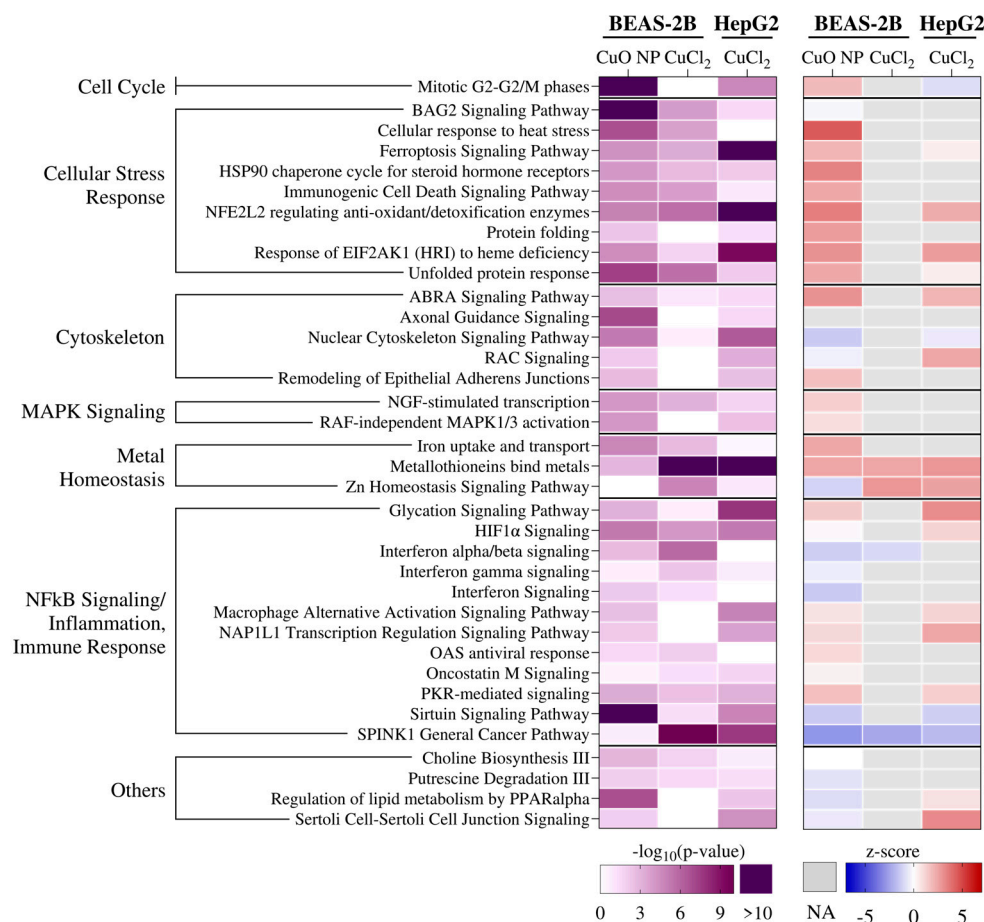 BEAS-2B HepG2 BEAS-2B HepG2
CuO NP CuCl2 CuCl2 CuO NP CuCl2 CuCl2
Cell Cycle
Mitotic G2-G2/M phases
Cellular Stress
Response
BAG2 Signaling Pathway
Cellular response to heat stress
Ferroptosis Signaling Pathway
HSP90 chaperone cycle for steroid hormone receptors
Immunogenic Cell Death Signaling Pathway
NFE2L2 regulating anti-oxidant/detoxification enzymes
Protein folding
Response of EIF2AK1 (HRI) to heme deficiency
Unfolded protein response
Cytoskeleton
ABRA Signaling Pathway
Axonal Guidance Signaling
Nuclear Cytoskeleton Signaling Pathway
RAC Signaling
Remodeling of Epithelial Adherens Junctions
MAPK Signaling
NGF-stimulated transcription
RAF-independent MAPK1/3 activation
Metal
Homeostasis
Iron uptake and transport
Metallothioneins bind metals
Zn Homeostasis Signaling Pathway
NFkB Signaling/
Inflammation,
Immune Response
Glycation Signaling Pathway
HIF1α Signaling
Interferon alpha/beta signaling
Interferon gamma signaling
Interferon Signaling
Macrophage Alternative Activation Signaling Pathway
NAP1L1 Transcription Regulation Signaling Pathway
OAS antiviral response
Oncostatin M Signaling
PKR-mediated signaling
Sirtuin Signaling Pathway
SPINK1 General Cancer Pathway
Others
Choline Biosynthesis III
Putrescine Degradation III
Regulation of lipid metabolism by PPARalpha
Sertoli Cell-Sertoli Cell Junction Signaling
-log10(p-value)
0 3 6 9 >10
z-score
NA -5 0 5